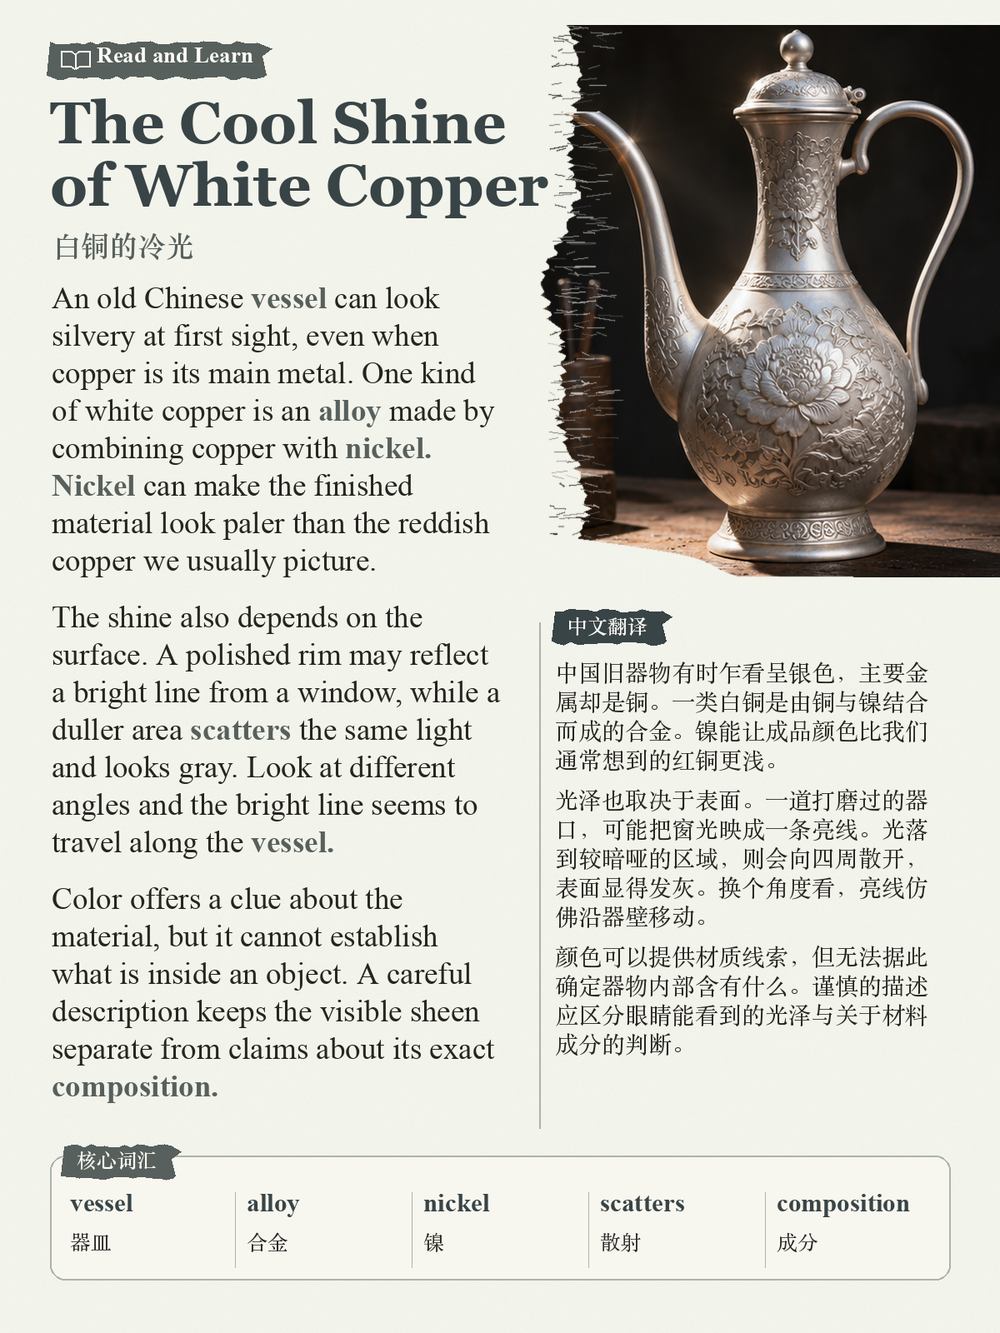 Read and Learn
The Cool Shine
of White Copper
白铜的冷光
An old Chinese vessel can look
silvery at first sight, even when
copper is its main metal. One kind
of white copper is an alloy made by
combining copper with nickel.
Nickel can make the finished
material look paler than the reddish
copper we usually picture.
The shine also depends on the
surface. A polished rim may reflect
a bright line from a window, while a
duller area scatters the same light
and looks gray. Look at different
angles and the bright line seems to
travel along the vessel.
Color offers a clue about the
material, but it cannot establish
what is inside an object. A careful
description keeps the visible sheen
separate from claims about its exact
composition.
中文翻译
中国旧器物有时乍看呈银色，主要金
属却是铜。一类白铜是由铜与镍结合
而成的合金。镍能让成品颜色比我们
通常想到的红铜更浅。
光泽也取决于表面。一道打磨过的器
口，可能把窗光映成一条亮线。光落
到较暗哑的区域，则会向四周散开，
表面显得发灰。换个角度看，亮线仿
佛沿器壁移动。
颜色可以提供材质线索，但无法据此
确定器物内部含有什么。谨慎的描述
应区分眼睛能看到的光泽与关于材料
成分的判断。
核心词汇
vessel
器皿
alloy
合金
nickel
镍
scatters
散射
composition
成分